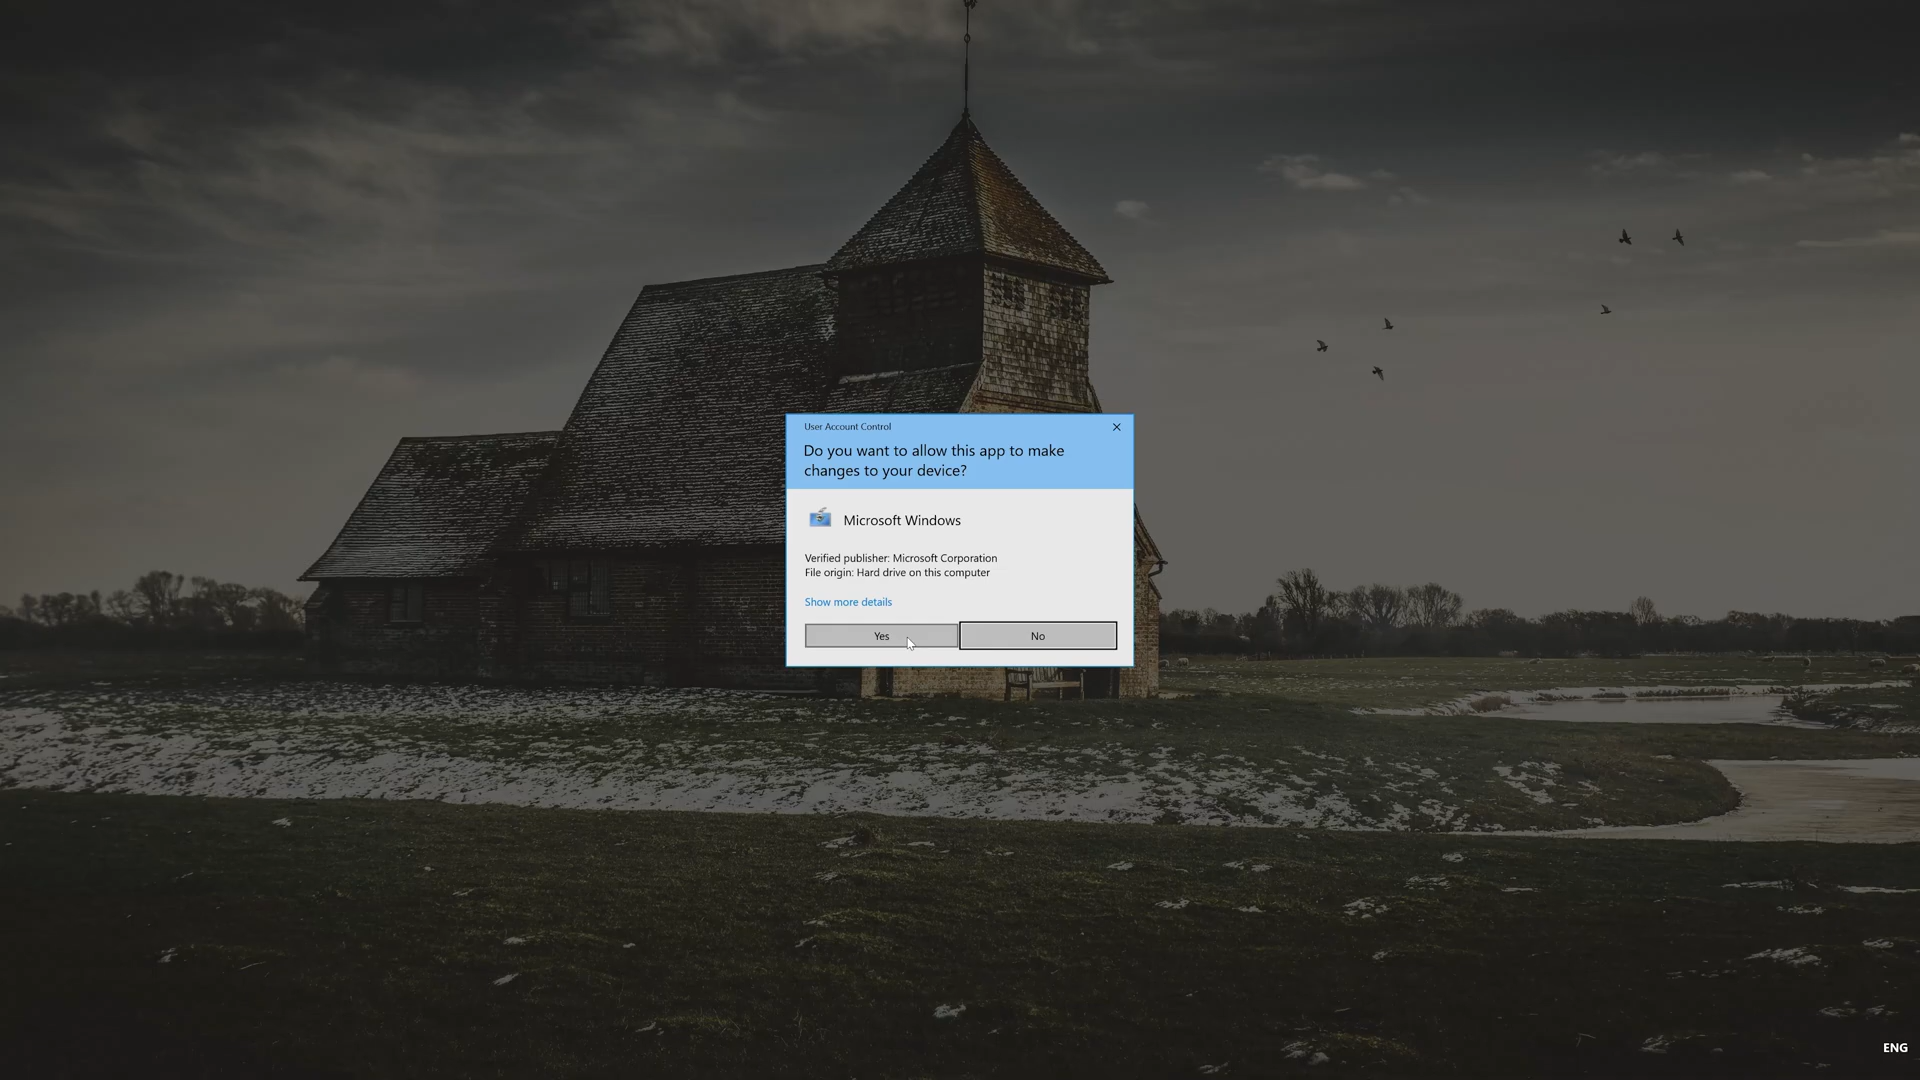 User Account Control
Do you want to allow this app to make
changes to your device?
Microsoft Windows
Verified publisher: Microsoft Corporation
File origin: Hard drive on this computer
Show more details
Yes
No
ENG